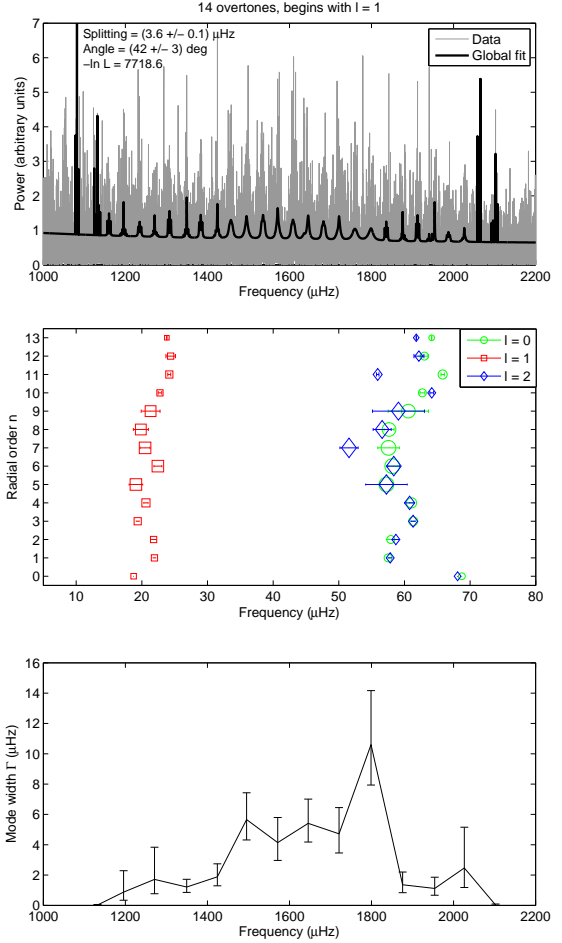 14 overtones, begins with l = 1
Splitting = (3.6 +/− 0.1) μHz
Angle = (42 +/− 3) deg
−ln L = 7718.6
Data
Global fit
Power (arbitrary units)
7
6
5
4
3
2
1
0
1000 1200 1400 1600 1800 2000 2200
Frequency (μHz)
l = 0
l = 1
l = 2
Radial order n
13
12
11
10
9
8
7
6
5
4
3
2
1
0
10 20 30 40 50 60 70 80
Frequency (μHz)
Mode width Γ (μHz)
16
14
12
10
8
6
4
2
0
1000 1200 1400 1600 1800 2000 2200
Frequency (μHz)